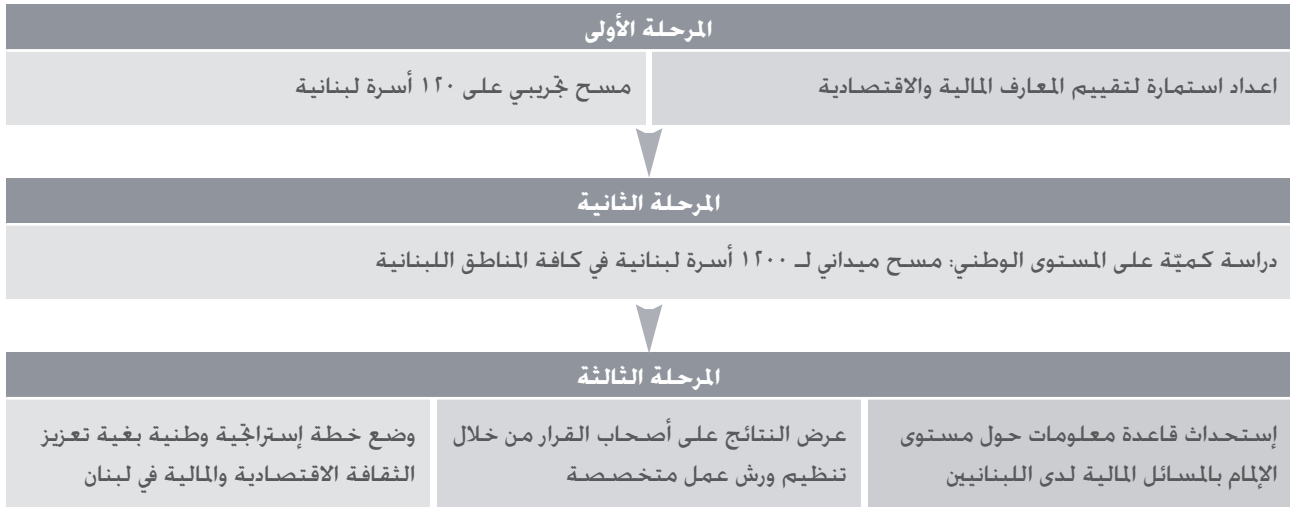 المرحلة الأولى
اعداد استمارة لتقييم المعارف المالية والاقتصادية
مسح تجريبي على ١٢٠ أسرة لبنانية
المرحلة الثانية
دراسة كميّة على المستوى الوطني: مسح ميداني لـ ١٢٠٠ أسرة لبنانية في كافة المناطق اللبنانية
المرحلة الثالثة
إستحداث قاعدة معلومات حول مستوى
الإلمام بالمسائل المالية لدى اللبنانيين
عرض النتائج على أصحاب القرار من خلال
تنظيم ورش عمل متخصصة
وضع خطة إستراتجية وطنية بغية تعزيز
الثقافة الاقتصادية والمالية في لبنان